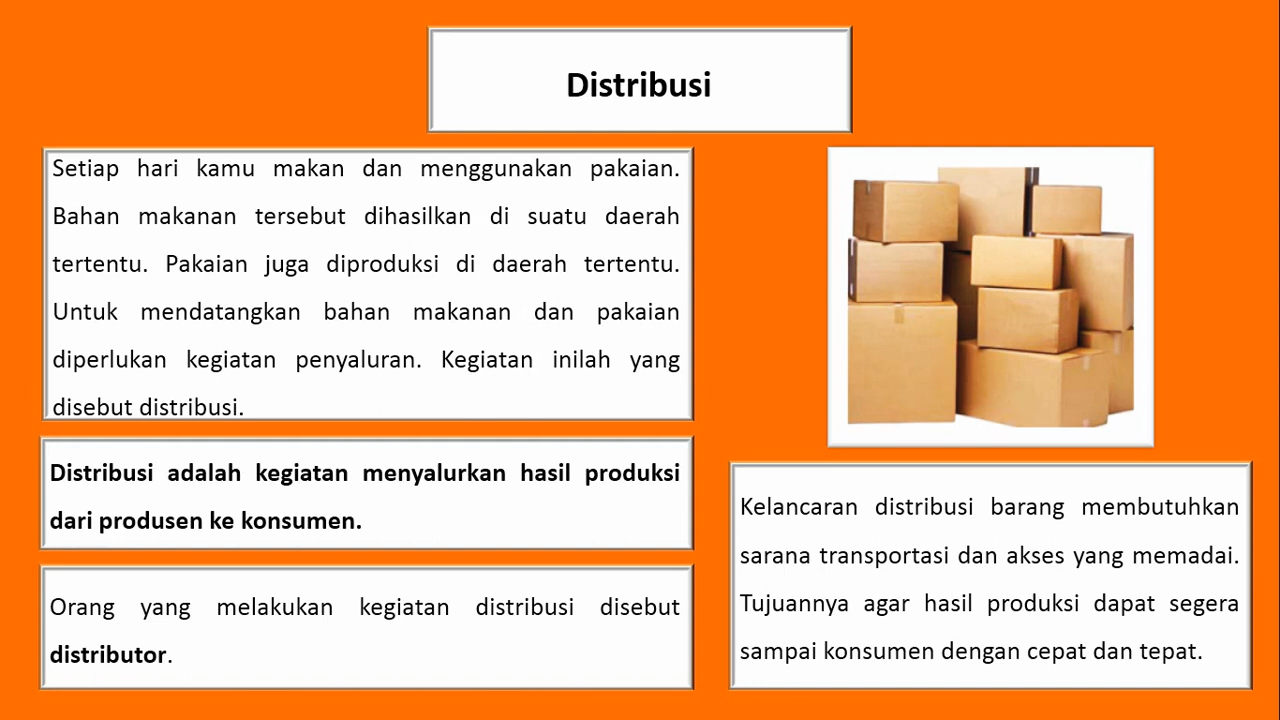 Distribusi
Setiap hari kamu makan dan menggunakan pakaian.
Bahan makanan tersebut dihasilkan di suatu daerah
tertentu. Pakaian juga diproduksi di daerah tertentu.
Untuk mendatangkan bahan makanan dan pakaian
diperlukan kegiatan penyaluran. Kegiatan inilah yang
disebut distribusi.
Distribusi adalah kegiatan menyalurkan hasil produksi
dari produsen ke konsumen.
Orang yang melakukan kegiatan distribusi disebut
distributor.
Kelancaran distribusi barang membutuhkan
sarana transportasi dan akses yang memadai.
Tujuannya agar hasil produksi dapat segera
sampai konsumen dengan cepat dan tepat.